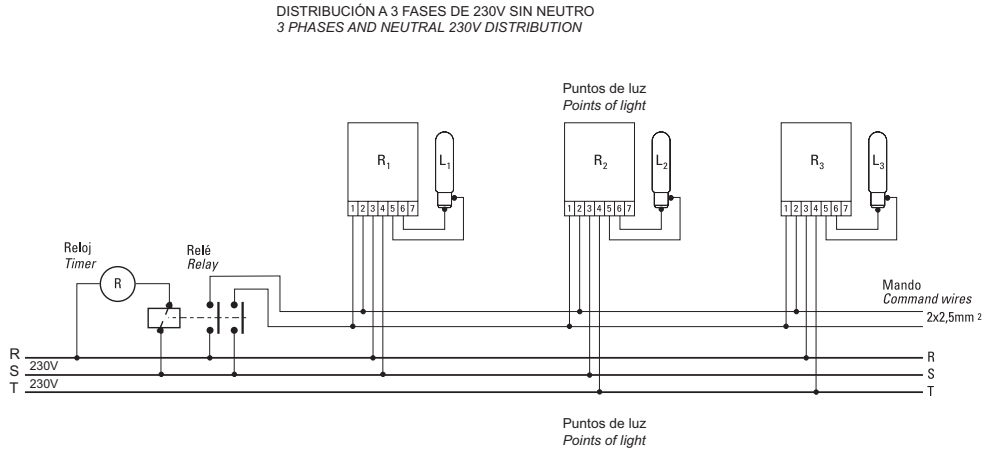 DISTRIBUCIÓN A 3 FASES DE 230V SIN NEUTRO
3 PHASES AND NEUTRAL 230V DISTRIBUTION
Puntos de luz
Points of light
R1 L1 R2 L2 R3 L3
1 2 3 4 5 6 7 1 2 3 4 5 6 7 1 2 3 4 5 6 7
Reloj
Timer
R
Relé
Relay
Mando
Command wires
2x2,5mm 2
R R
S 230V S
T 230V T
Puntos de luz
Points of light